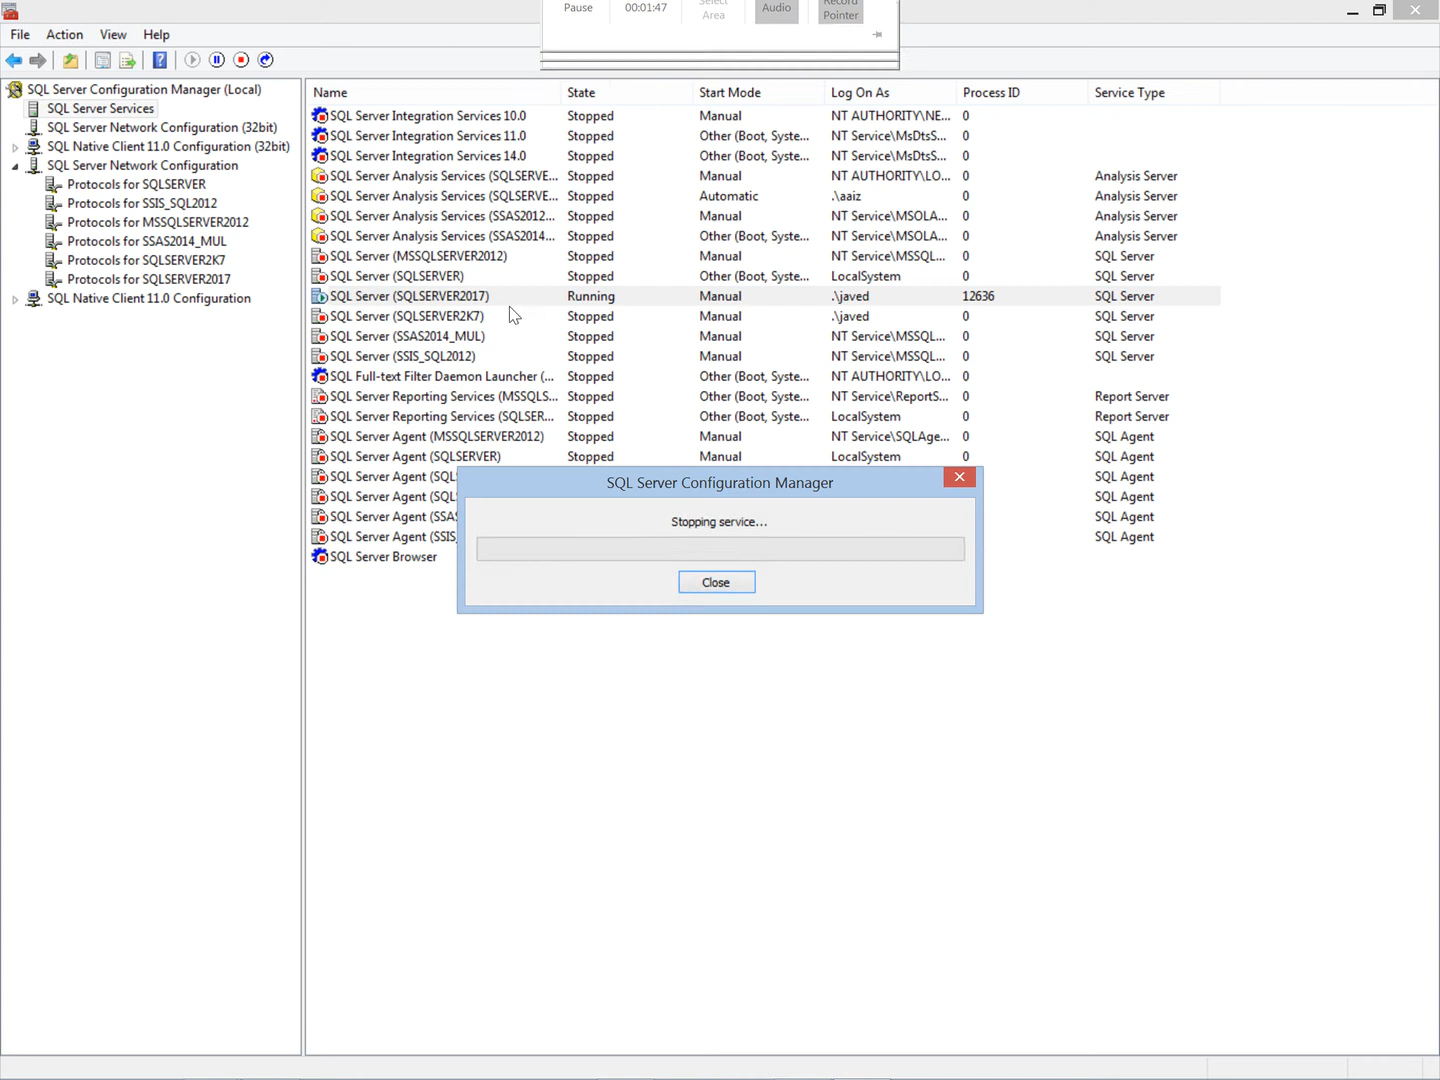 Pause 00:01:47 Select Area Audio Record Pointer
File Action View Help
SQL Server Configuration Manager (Local)
SQL Server Services
SQL Server Network Configuration (32bit)
SQL Native Client 11.0 Configuration (32bit)
SQL Server Network Configuration
Protocols for SQLSERVER
Protocols for SSIS_SQL2012
Protocols for MSSQLSERVER2012
Protocols for SSAS2014_MUL
Protocols for SQLSERVER2K7
Protocols for SQLSERVER2017
SQL Native Client 11.0 Configuration
Name State Start Mode Log On As Process ID Service Type
SQL Server Integration Services 10.0 Stopped Manual NT AUTHORITY\NE... 0
SQL Server Integration Services 11.0 Stopped Other (Boot, Syste... NT Service\MsDtsS... 0
SQL Server Integration Services 14.0 Stopped Other (Boot, Syste... NT Service\MsDtsS... 0
SQL Server Analysis Services (SQLSERVE... Stopped Manual NT AUTHORITY\LO... 0 Analysis Server
SQL Server Analysis Services (SQLSERVE... Stopped Automatic .\aaiz 0 Analysis Server
SQL Server Analysis Services (SSAS2012... Stopped Manual NT Service\MSOLA... 0 Analysis Server
SQL Server Analysis Services (SSAS2014... Stopped Other (Boot, Syste... NT Service\MSOLA... 0 Analysis Server
SQL Server (MSSQLSERVER2012) Stopped Manual NT Service\MSSQL... 0 SQL Server
SQL Server (SQLSERVER) Stopped Other (Boot, Syste... LocalSystem 0 SQL Server
SQL Server (SQLSERVER2017) Running Manual .\javed 12636 SQL Server
SQL Server (SQLSERVER2K7) Stopped Manual .\javed 0 SQL Server
SQL Server (SSAS2014_MUL) Stopped Manual NT Service\MSSQL... 0 SQL Server
SQL Server (SSIS_SQL2012) Stopped Manual NT Service\MSSQL... 0 SQL Server
SQL Full-text Filter Daemon Launcher (... Stopped Other (Boot, Syste... NT AUTHORITY\LO... 0
SQL Server Reporting Services (MSSQLS... Stopped Other (Boot, Syste... NT Service\ReportS... 0 Report Server
SQL Server Reporting Services (SQLSER... Stopped Other (Boot, Syste... LocalSystem 0 Report Server
SQL Server Agent (MSSQLSERVER2012) Stopped Manual NT Service\SQLAge... 0 SQL Agent
SQL Server Agent (SQLSERVER) Stopped Manual LocalSystem 0 SQL Agent
SQL Server Agent (SQL SQL Agent
SQL Server Agent (SQL SQL Agent
SQL Server Agent (SSA SQL Agent
SQL Server Agent (SSIS_ SQL Agent
SQL Server Browser
SQL Server Configuration Manager
Stopping service...
Close